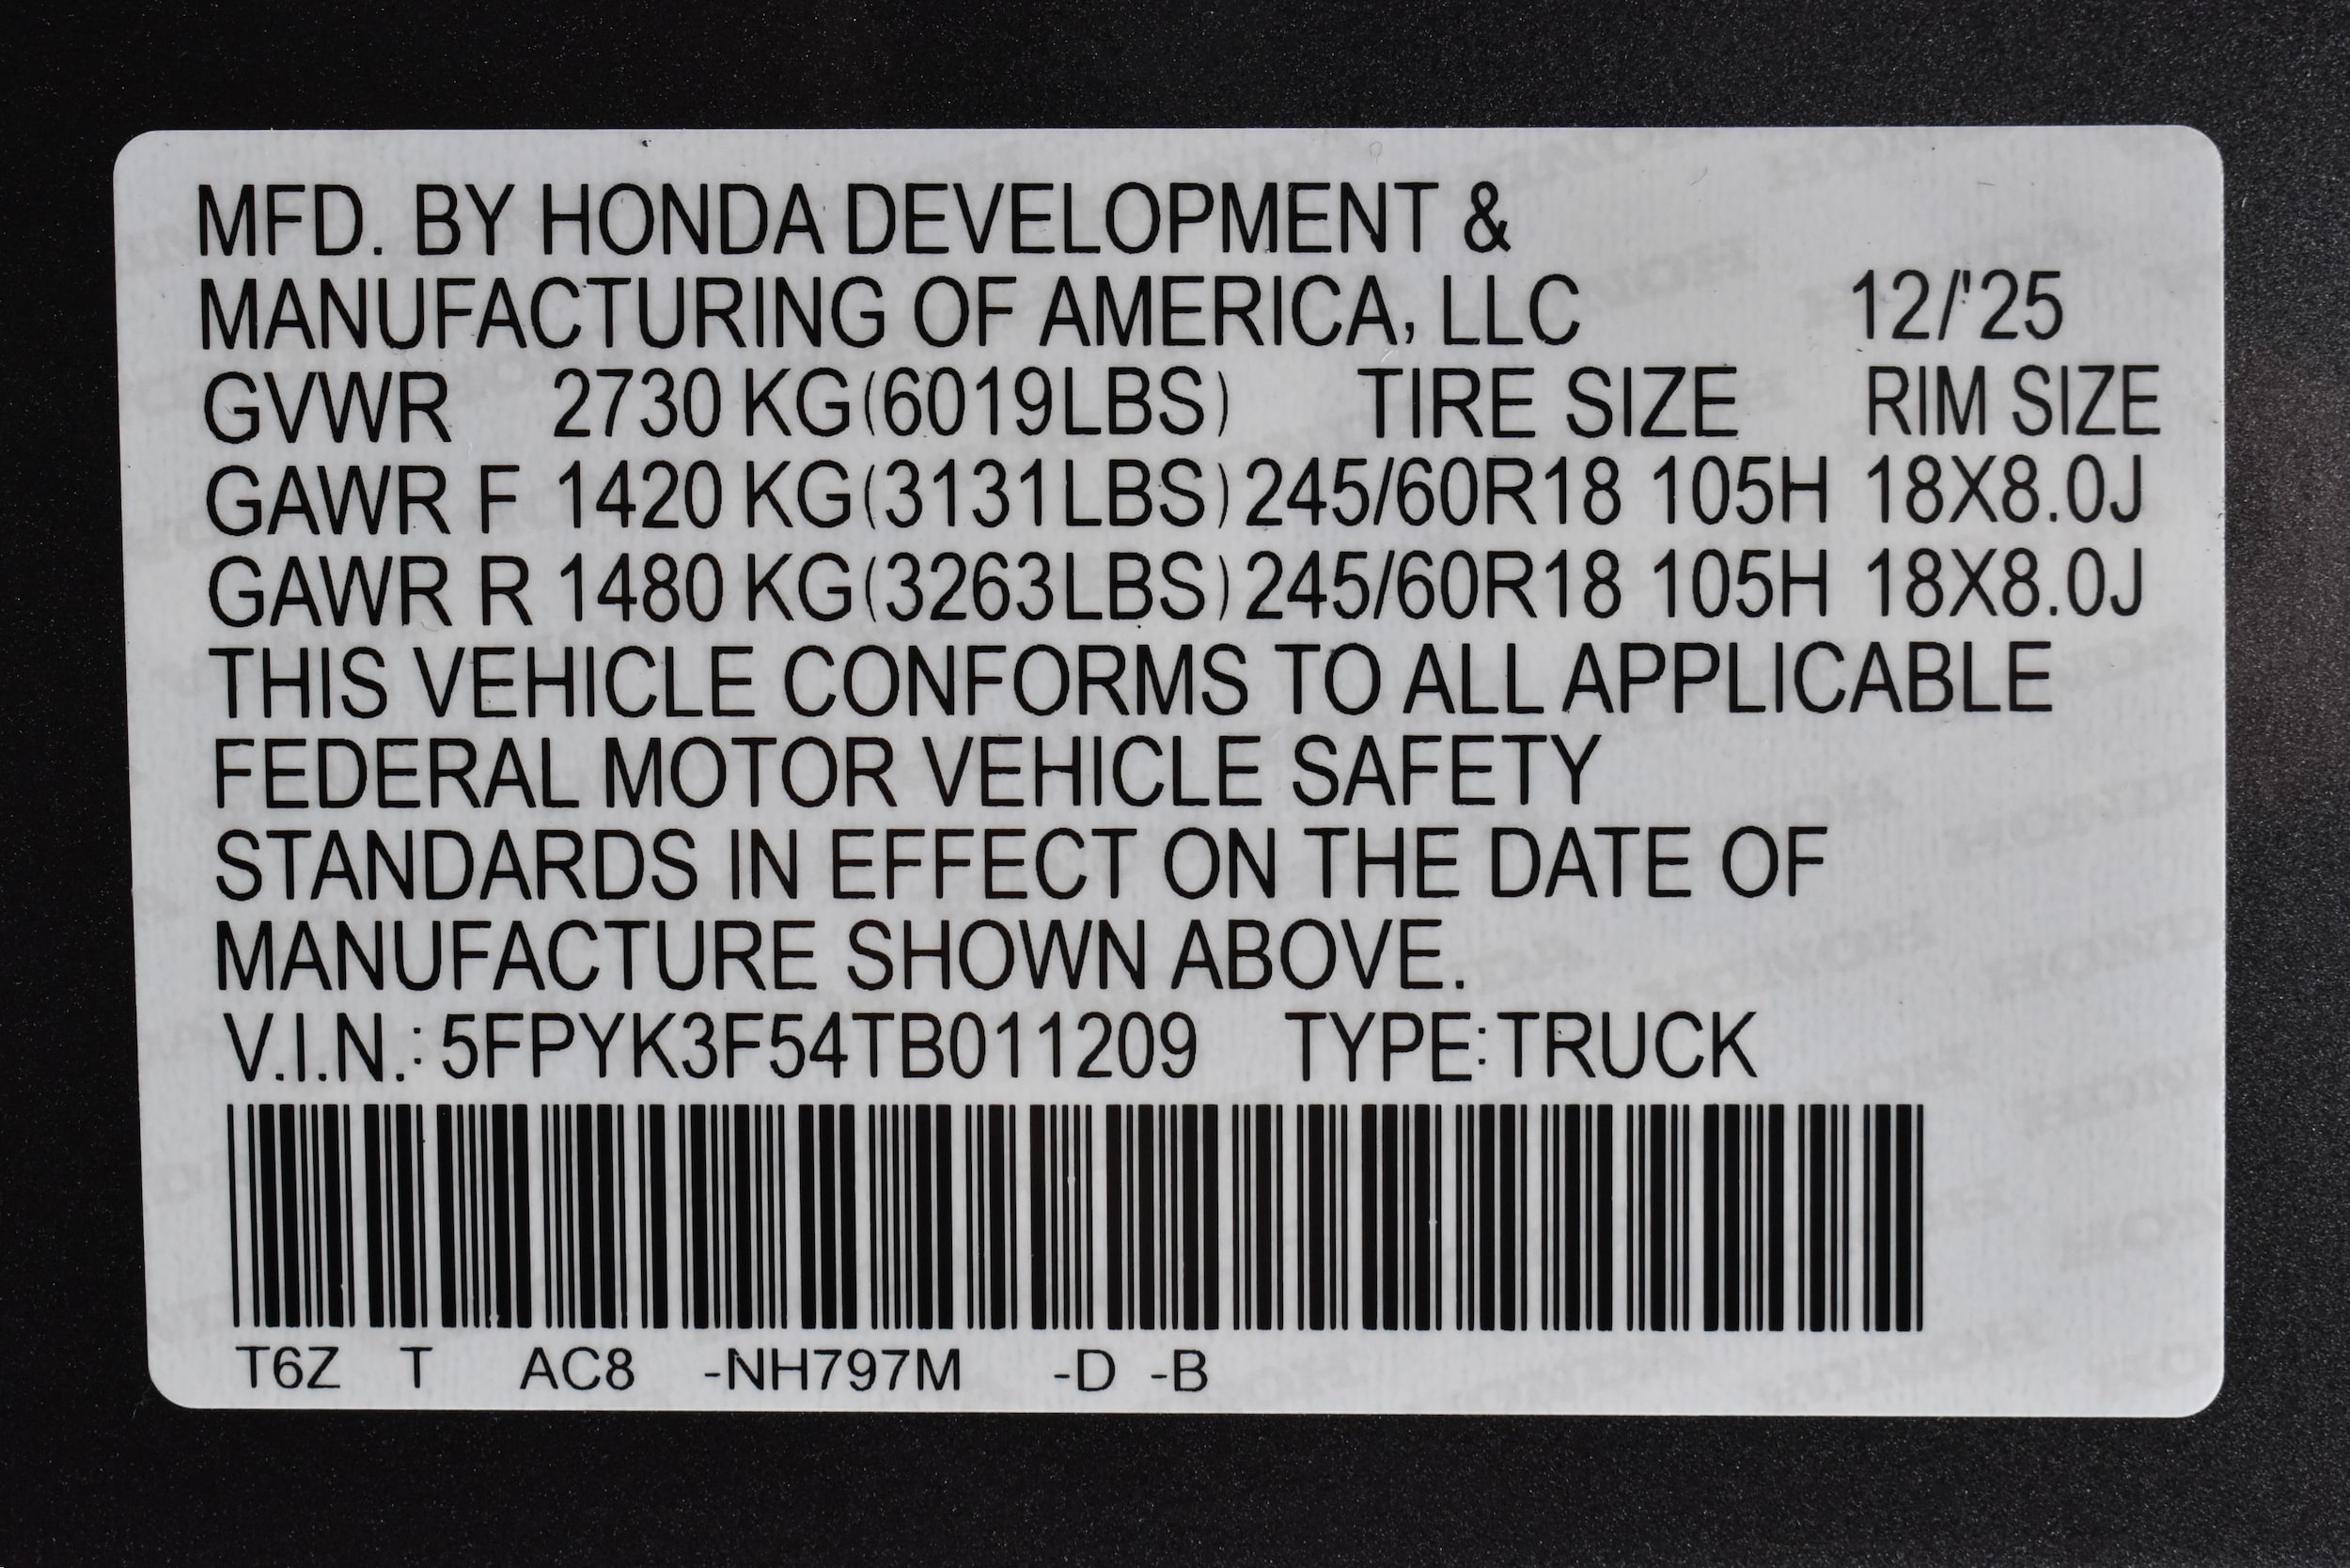 MFD. BY HONDA DEVELOPMENT &
MANUFACTURING OF AMERICA, LLC 12/'25
GVWR 2730 KG(6019LBS) TIRE SIZE RIM SIZE
GAWR F 1420 KG(3131LBS) 245/60R18 105H 18X8.0J
GAWR R 1480 KG(3263LBS) 245/60R18 105H 18X8.0J
THIS VEHICLE CONFORMS TO ALL APPLICABLE
FEDERAL MOTOR VEHICLE SAFETY
STANDARDS IN EFFECT ON THE DATE OF
MANUFACTURE SHOWN ABOVE.
V.I.N.: 5FPYK3F54TB011209 TYPE:TRUCK
T6Z T AC8 -NH797M -D -B